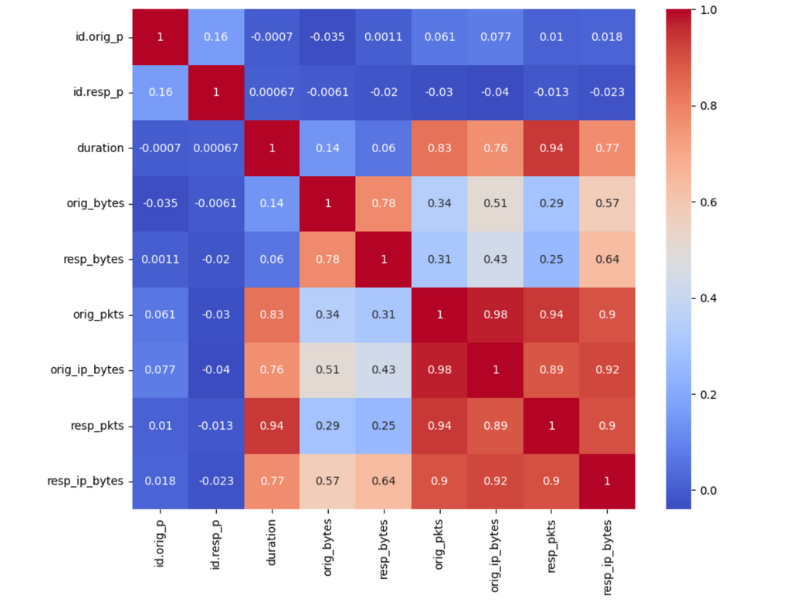 id.orig_p 1 0.16 -0.0007 -0.035 0.0011 0.061 0.077 0.01 0.018 1.0
id.resp_p 0.16 1 0.00067 -0.0061 -0.02 -0.03 -0.04 -0.013 -0.023
0.8
duration -0.0007 0.00067 1 0.14 0.06 0.83 0.76 0.94 0.77
orig_bytes -0.035 -0.0061 0.14 1 0.78 0.34 0.51 0.29 0.57
0.6
resp_bytes 0.0011 -0.02 0.06 0.78 1 0.31 0.43 0.25 0.64
0.4
orig_pkts 0.061 -0.03 0.83 0.34 0.31 1 0.98 0.94 0.9
orig_ip_bytes 0.077 -0.04 0.76 0.51 0.43 0.98 1 0.89 0.92
0.2
resp_pkts 0.01 -0.013 0.94 0.29 0.25 0.94 0.89 1 0.9
resp_ip_bytes 0.018 -0.023 0.77 0.57 0.64 0.9 0.92 0.9 1
0.0
id.orig_p id.resp_p duration orig_bytes resp_bytes orig_pkts orig_ip_bytes resp_pkts resp_ip_bytes